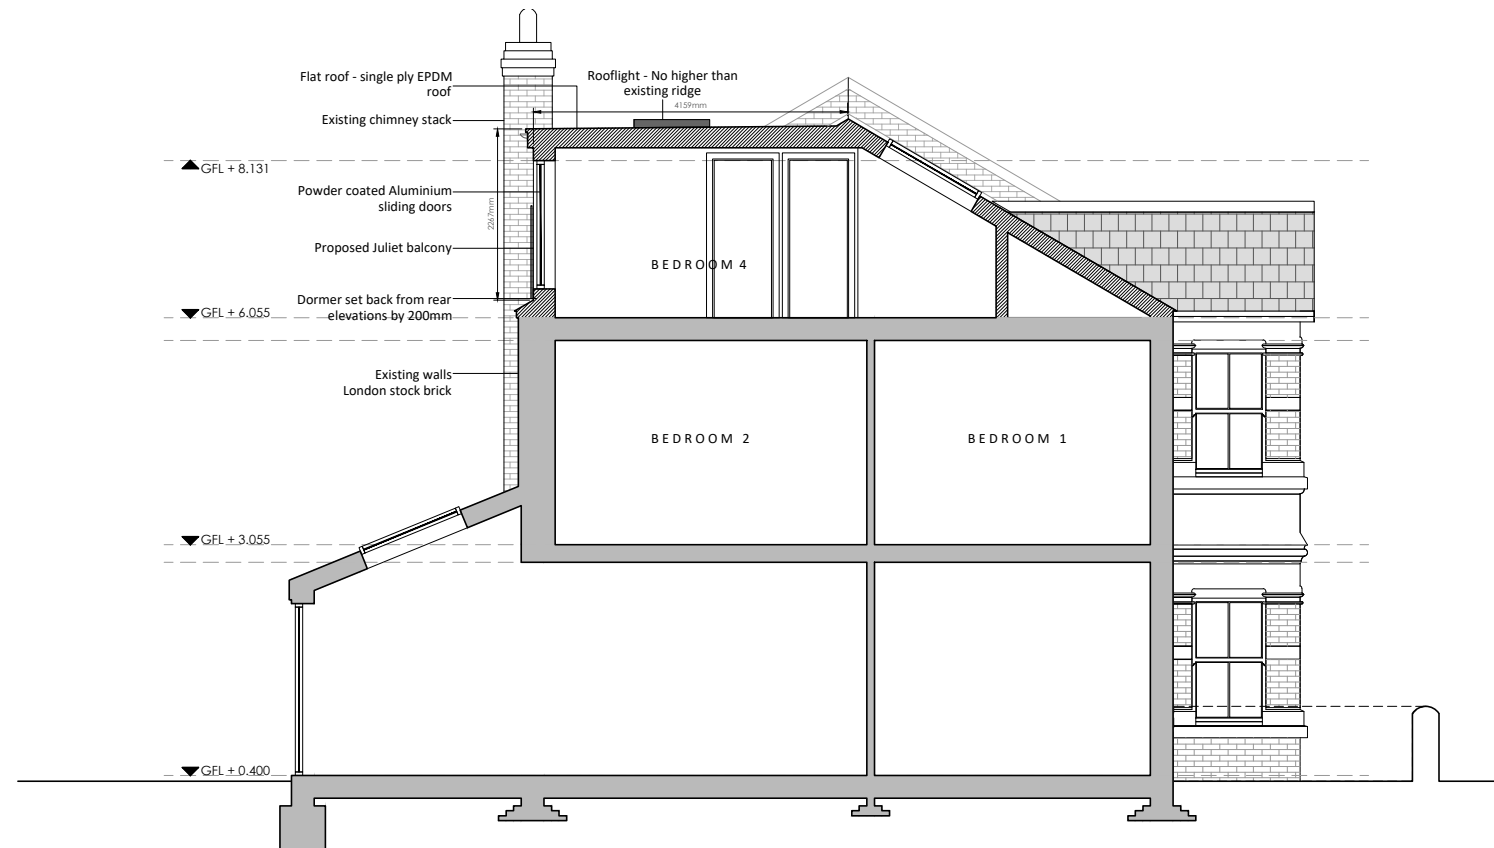 Flat roof - single ply EPDM
roof
Rooflight - No higher than
existing ridge
4159mm
Existing chimney stack
GFL + 8.131
Powder coated Aluminium
sliding doors
2267mm
Proposed Juliet balcony
BEDROOM 4
Dormer set back from rear
elevations by 200mm
GFL + 6.055
Existing walls
London stock brick
BEDROOM 2
BEDROOM 1
GFL + 3.055
GFL + 0.400